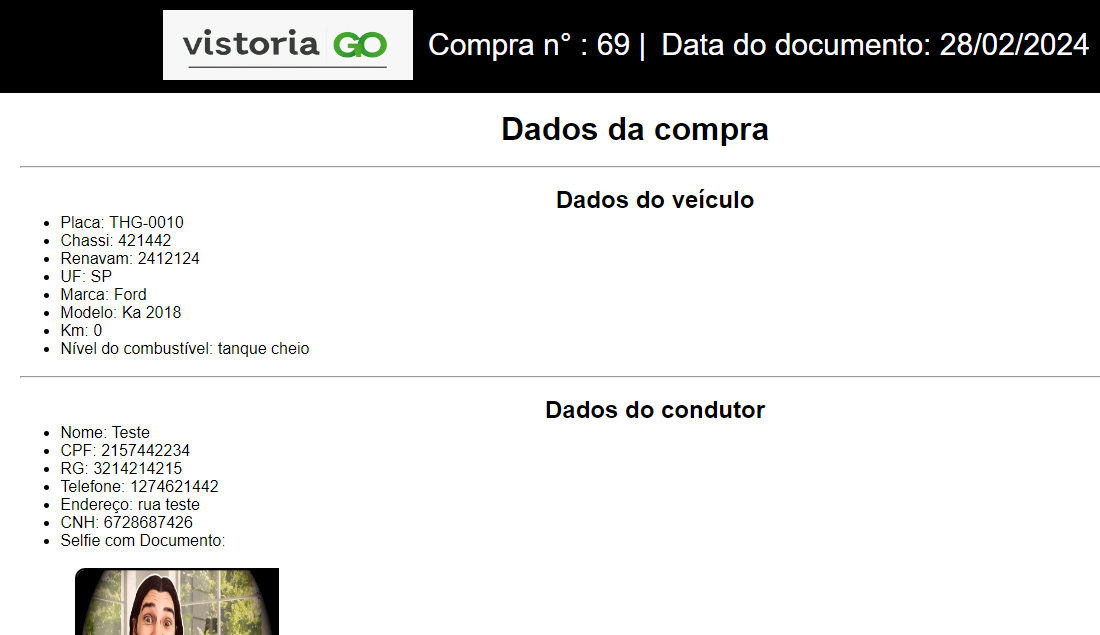 vistoria GO Compra n° : 69 | Data do documento: 28/02/2024
Dados da compra
Dados do veículo
Placa: THG-0010
Chassi: 421442
Renavam: 2412124
UF: SP
Marca: Ford
Modelo: Ka 2018
Km: 0
Nível do combustível: tanque cheio
Dados do condutor
Nome: Teste
CPF: 2157442234
RG: 3214214215
Telefone: 1274621442
Endereço: rua teste
CNH: 6728687426
Selfie com Documento: